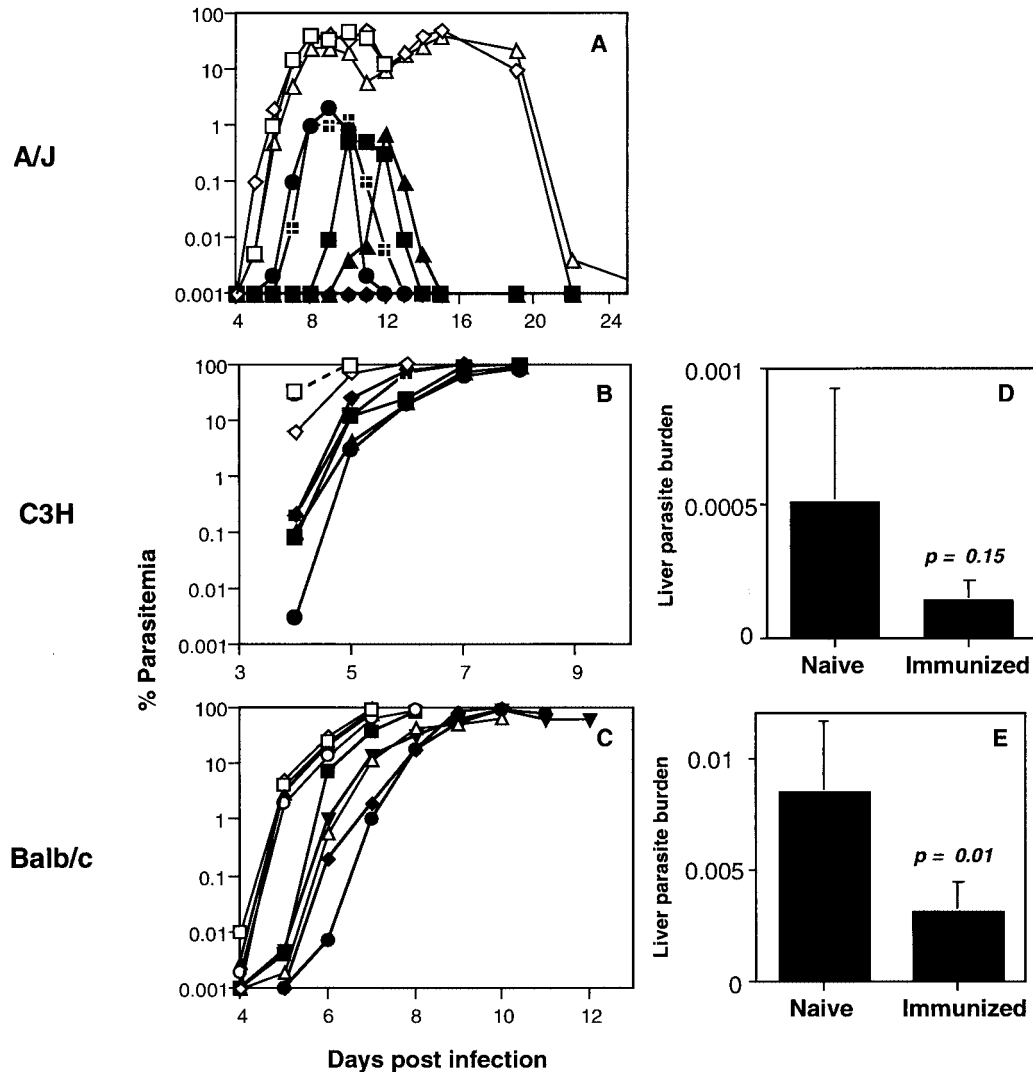 A/J
100
10
1
0.1
0.01
0.001
A
4 8 12 16 20 24
C3H
% Parasitemia
100
10
1
0.1
0.01
0.001
B
3 5 7 9
Liver parasite burden
0.001
0.0005
0
D
p = 0.15
Naive Immunized
Balb/c
100
10
1
0.1
0.01
0.001
C
4 6 8 10 12
Days post infection
Liver parasite burden
0.01
0.005
0
E
p = 0.01
Naive Immunized